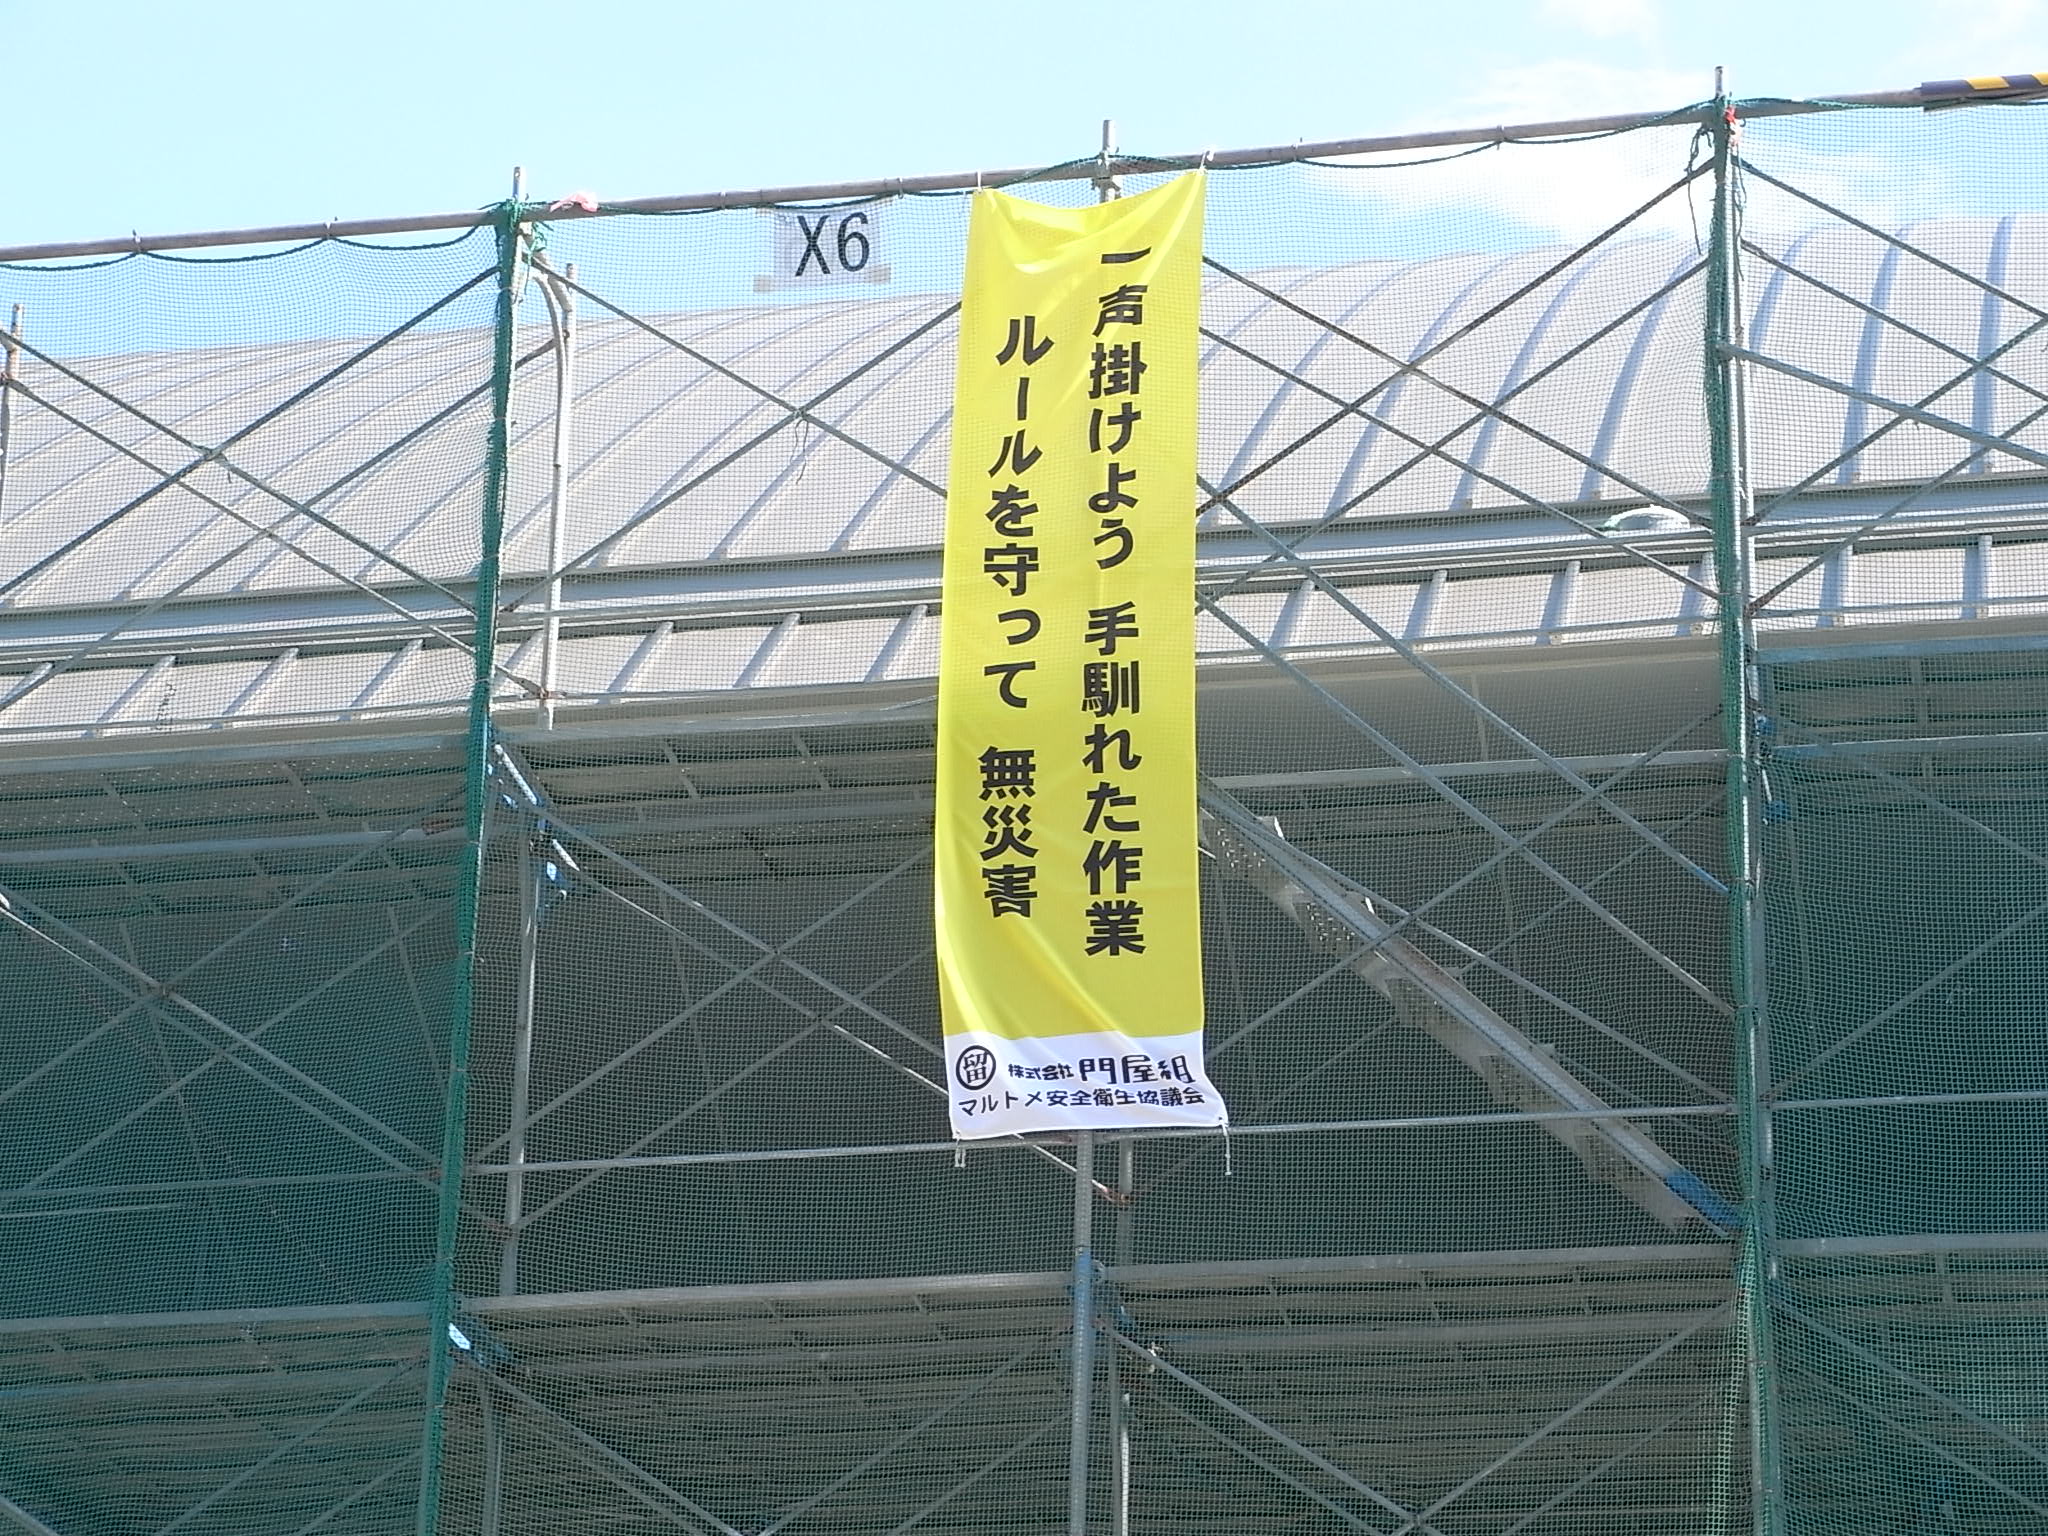 X6
一声掛けよう 手馴れた作業
ルールを守って 無災害
留 株式会社 門屋組
マルトメ安全衛生協議会